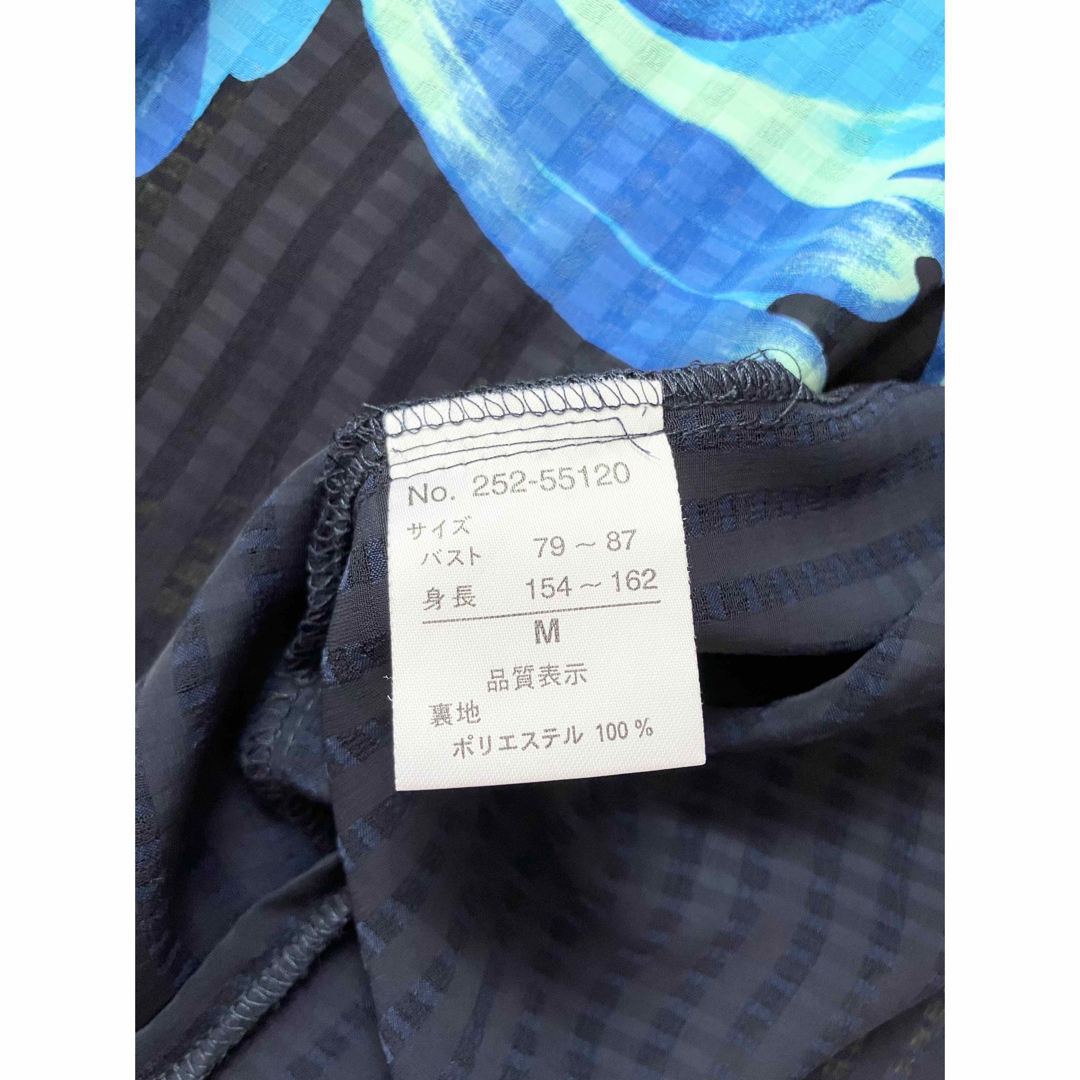 No. 252-55120
サイズ
バスト 79～87
身長 154～162
M
品質表示
裏地
ポリエステル 100%